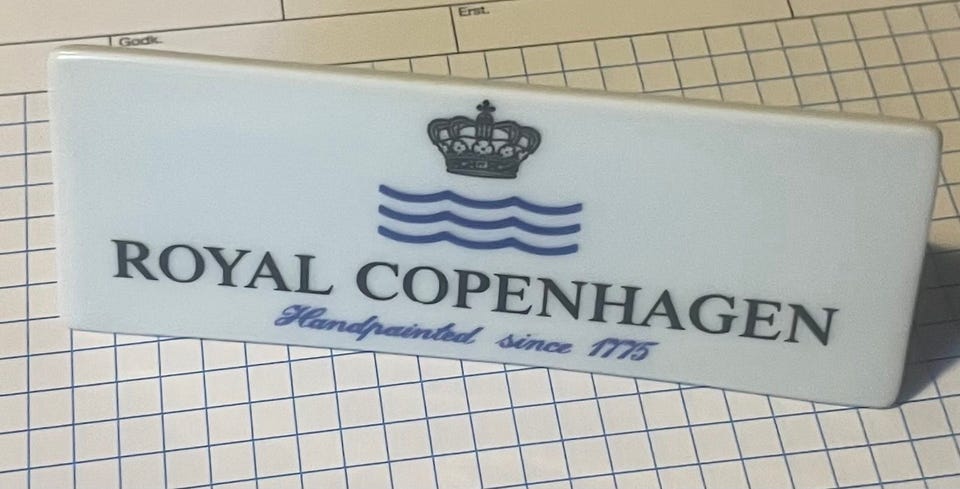 Godk.
Erst.
ROYAL COPENHAGEN
Handpainted since 1775